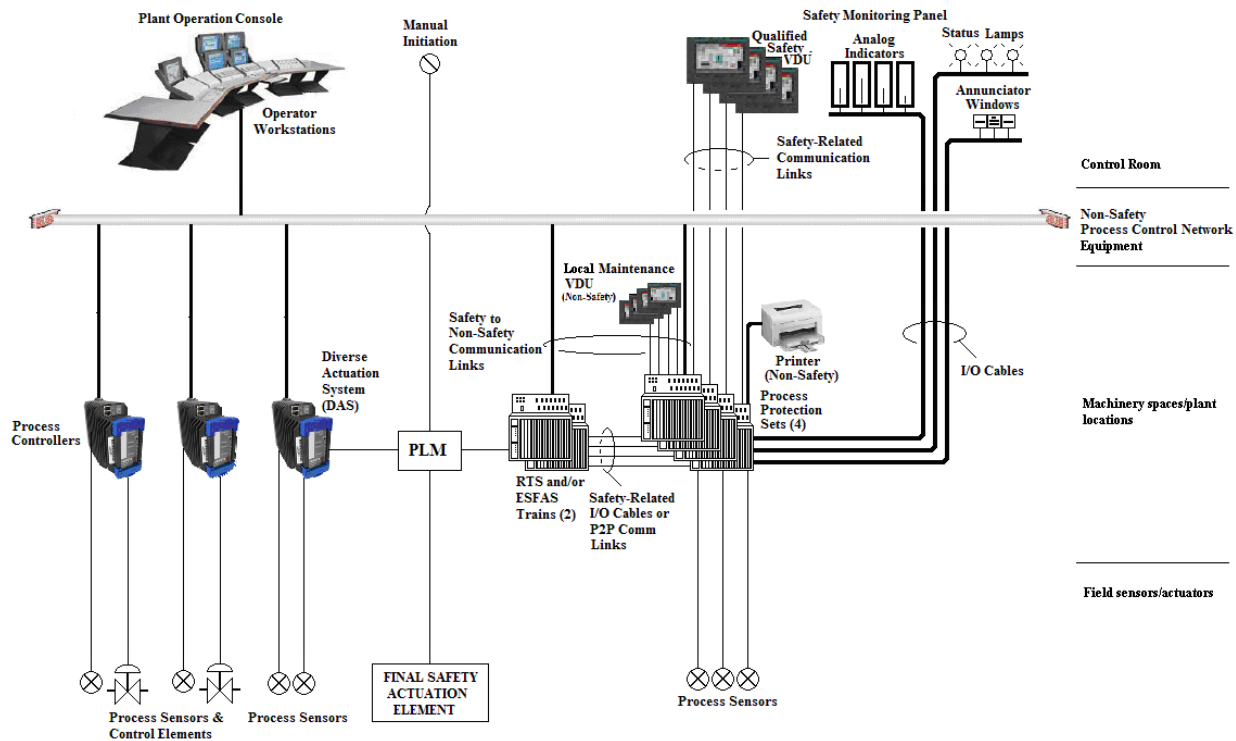 Plant Operation Console
Operator
Workstations
Manual
Initiation
Safety Monitoring Panel
Qualified
Safety
VDU
Analog
Indicators
Status Lamps
Annunciator
Windows
Safety-Related
Communication
Links
Control Room
Non-Safety
Process Control Network
Equipment
Local Maintenance
VDU
(Non-Safety)
Safety to
Non-Safety
Communication
Links
Printer
(Non-Safety)
I/O Cables
Diverse
Actuation
System
(DAS)
Process
Controllers
PLM
Process
Protection
Sets (4)
Machinery spaces/plant
locations
RTS and/or
ESFAS
Trains (2)
Safety-Related
I/O Cables or
P2P Comm
Links
Field sensors/actuators
FINAL SAFETY
ACTUATION
ELEMENT
Process Sensors &
Control Elements
Process Sensors
Process Sensors